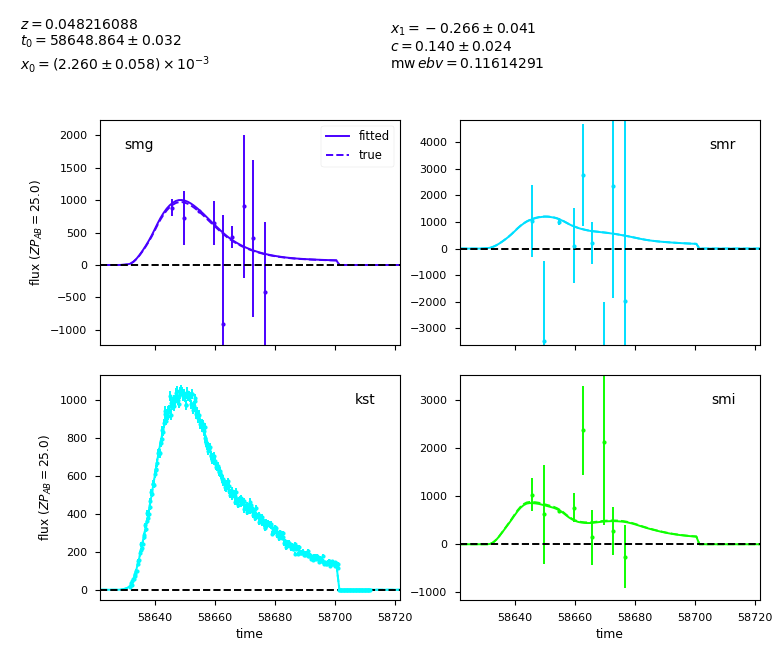 z = 0.048216088
t₀ = 58648.864 ± 0.032
x₀ = (2.260 ± 0.058) × 10⁻³
x₁ = −0.266 ± 0.041
c = 0.140 ± 0.024
mw ebv = 0.11614291
smg
fitted
true
2000
1500
1000
500
0
−500
−1000
flux (ZP_AB = 25.0)
smr
4000
3000
2000
1000
0
−1000
−2000
−3000
kst
1000
800
600
400
200
0
flux (ZP_AB = 25.0)
58640 58660 58680 58700 58720
time
smi
3000
2000
1000
0
−1000
58640 58660 58680 58700 58720
time